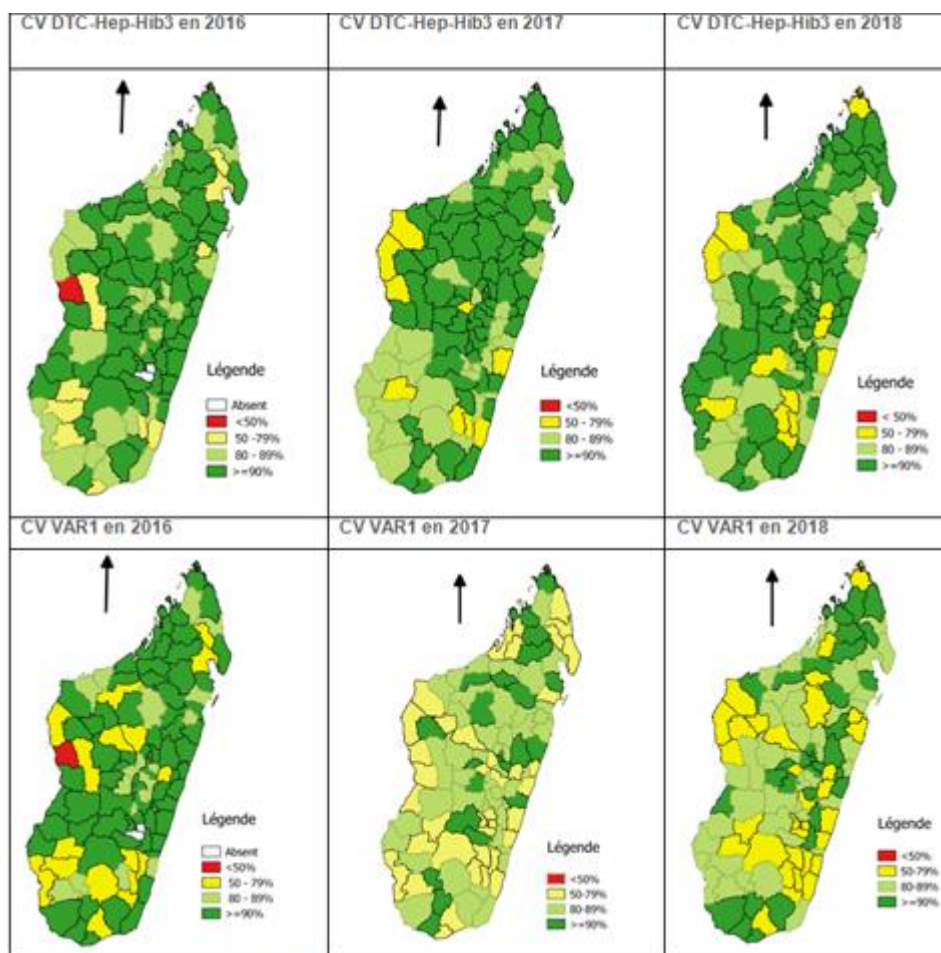 CV DTC-Hep-Hib3 en 2016
CV DTC-Hep-Hib3 en 2017
CV DTC-Hep-Hib3 en 2018
Légende
Absent
<50%
50 -79%
80 - 89%
>=90%
Légende
<50%
50 - 79%
80 - 89%
>=90%
Légende
< 50%
50 - 79%
80 - 89%
>=90%
CV VAR1 en 2016
CV VAR1 en 2017
CV VAR1 en 2018
Légende
Absent
<50%
50 - 79%
80 - 89%
>=90%
Légende
<50%
50-79%
80-89%
>=90%
Légende
<50%
50-79%
80-89%
>=90%